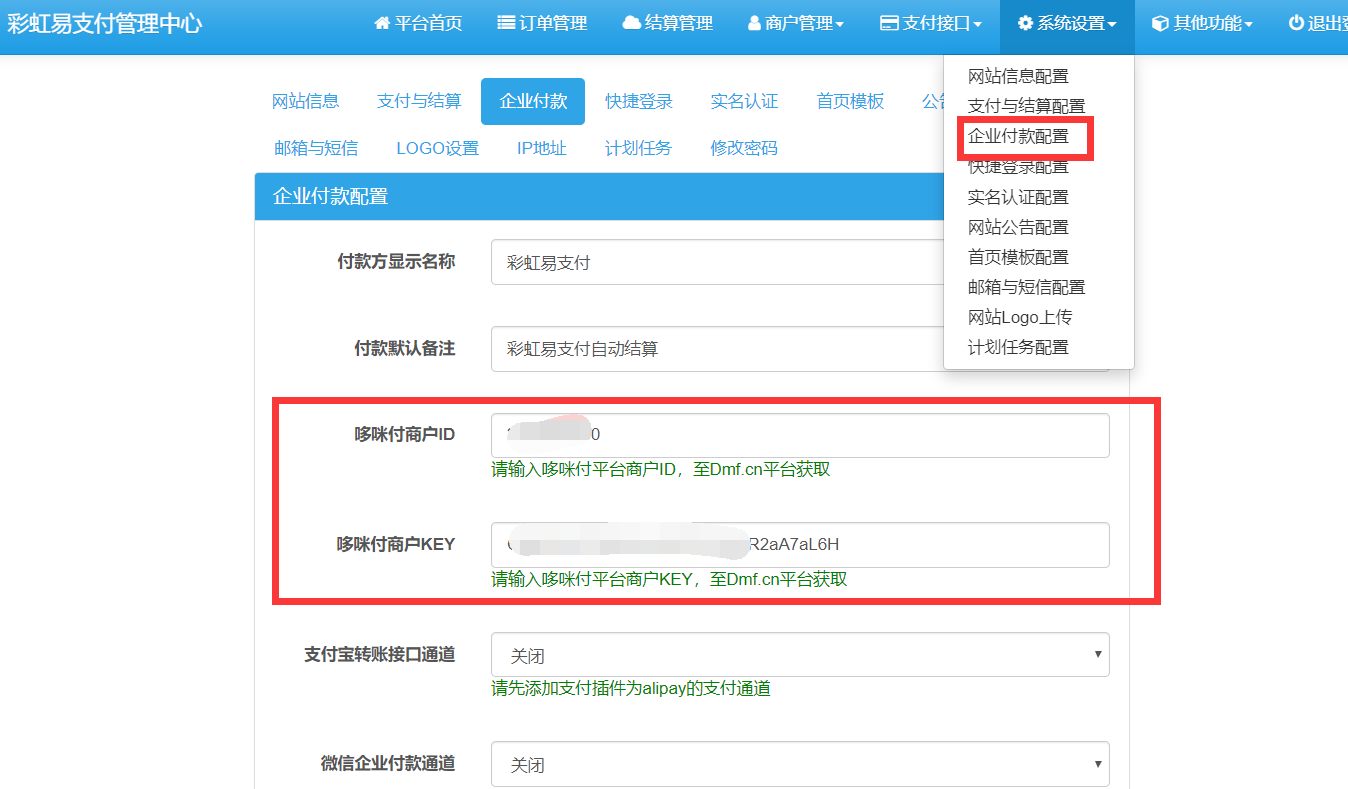 彩虹易支付管理中心 平台首页 订单管理 结算管理 商户管理 支付接口 系统设置 其他功能 退出
网站信息 支付与结算 企业付款 快捷登录 实名认证 首页模板
邮箱与短信 LOGO设置 IP地址 计划任务 修改密码
网站信息配置
支付与结算配置
企业付款配置
快捷登录配置
实名认证配置
网站公告配置
首页模板配置
邮箱与短信配置
网站Logo上传
计划任务配置
企业付款配置
付款方显示名称 彩虹易支付
付款默认备注 彩虹易支付自动结算
哆咪付商户ID 0
请输入哆咪付平台商户ID，至Dmf.cn平台获取
哆咪付商户KEY R2aA7aL6H
请输入哆咪付平台商户KEY，至Dmf.cn平台获取
支付宝转账接口通道 关闭
请先添加支付插件为alipay的支付通道
微信企业付款通道 关闭